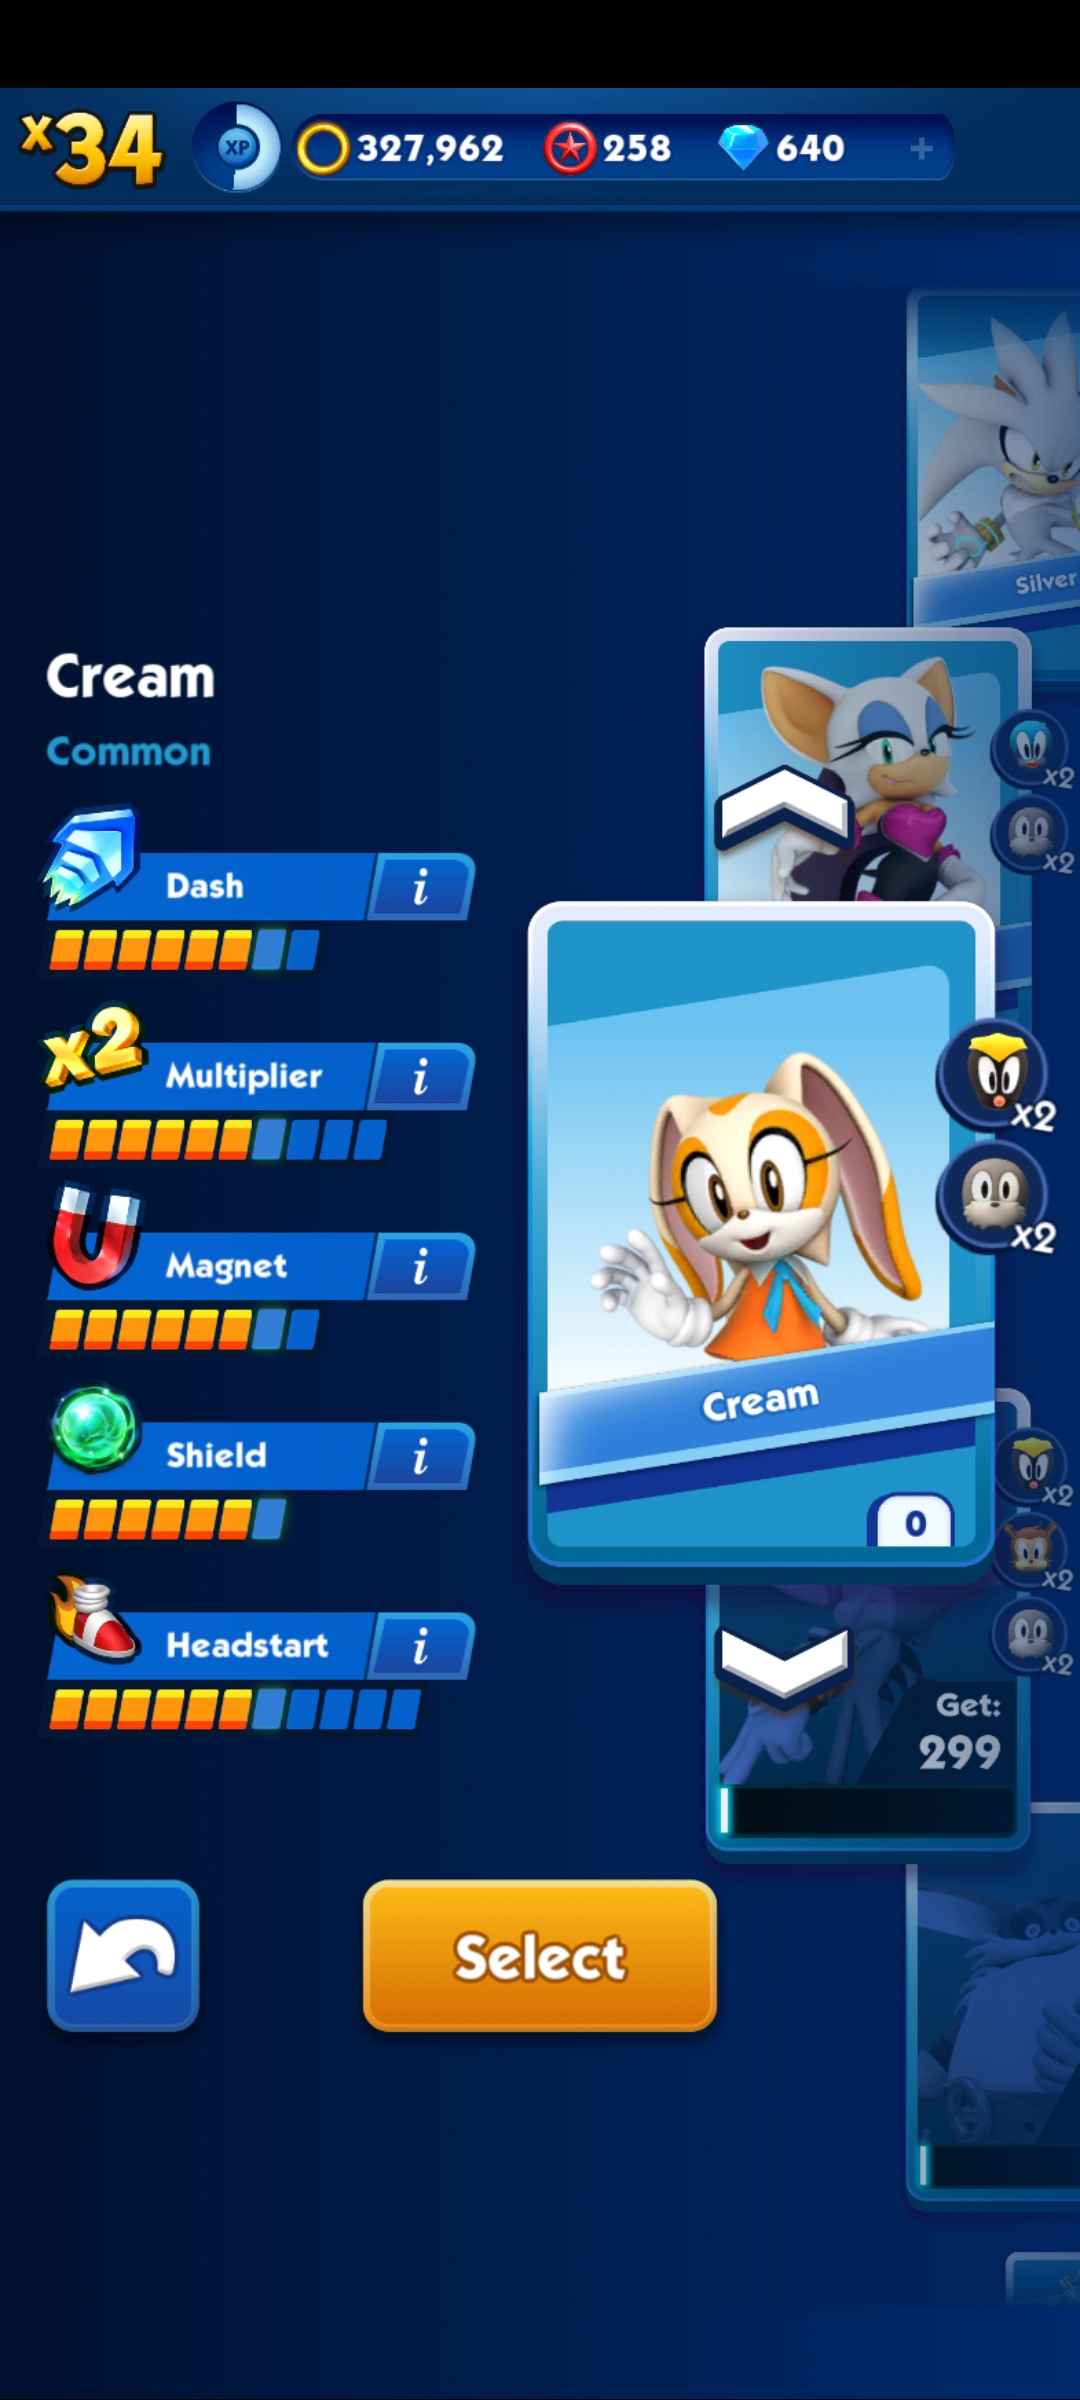 x34 XP 327,962 258 640 +
Silver
Cream
Common
x2
x2
Dash i
x2
Multiplier i
x2
x2
Magnet i
Cream
Shield i
x2
0
x2
Headstart i
x2
Get:
299
Select